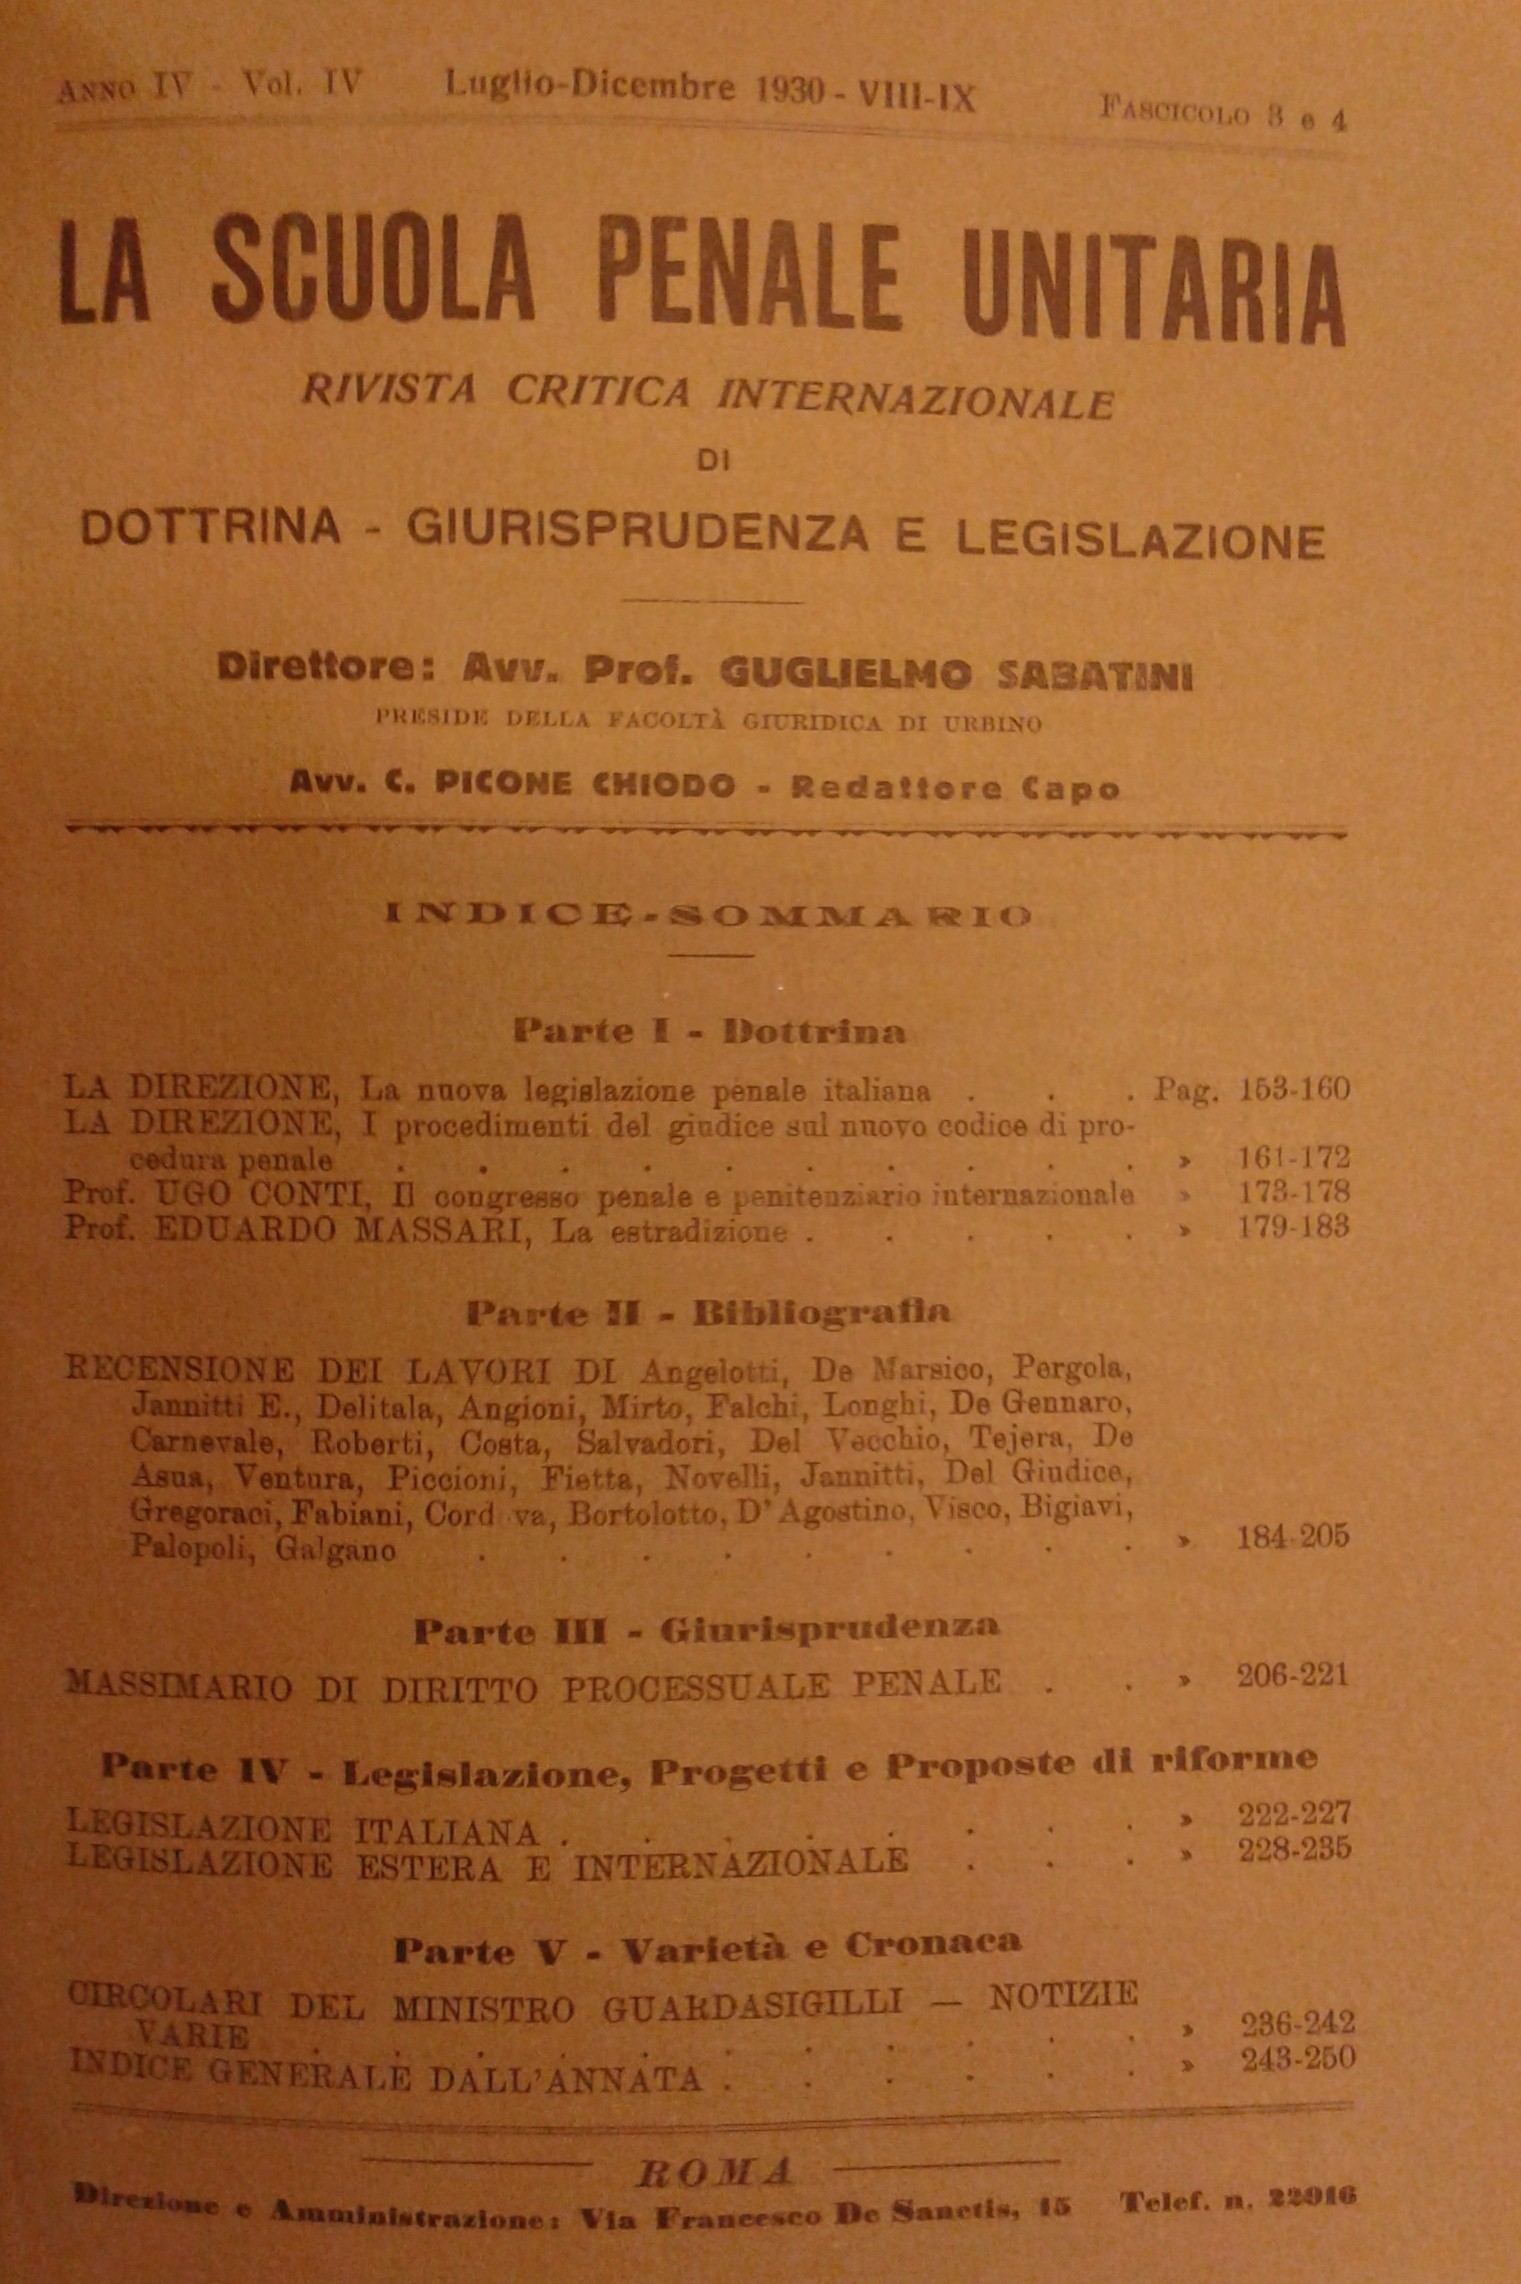 ANNO IV - Vol. IV Luglio-Dicembre 1930 - VIII-IX FASCICOLO 3 e 4
LA SCUOLA PENALE UNITARIA
RIVISTA CRITICA INTERNAZIONALE
DI
DOTTRINA - GIURISPRUDENZA E LEGISLAZIONE
Direttore: Avv. Prof. GUGLIELMO SABATINI
PRESIDE DELLA FACOLTÀ GIURIDICA DI URBINO
Avv. C. PICONE CHIODO - Redattore Capo
INDICE-SOMMARIO
Parte I - Dottrina
LA DIREZIONE, La nuova legislazione penale italiana . . . Pag. 153-160
LA DIREZIONE, I procedimenti del giudice sul nuovo codice di pro-
cedura penale . . . . . . . . . . » 161-172
Prof. UGO CONTI, Il congresso penale e penitenziario internazionale » 173-178
Prof. EDUARDO MASSARI, La estradizione . . . . . » 179-183
Parte II - Bibliografia
RECENSIONE DEI LAVORI DI Angelotti, De Marsico, Pergola,
Jannitti E., Delitala, Angioni, Mirto, Falchi, Longhi, De Gennaro,
Carnevale, Roberti, Costa, Salvadori, Del Vecchio, Tejera, De
Asua, Ventura, Piccioni, Fietta, Novelli, Jannitti, Del Giudice,
Gregoraci, Fabiani, Cord va, Bortolotto, D'Agostino, Visco, Bigiavi,
Palopoli, Galgano . . . . . . . . . » 184-205
Parte III - Giurisprudenza
MASSIMARIO DI DIRITTO PROCESSUALE PENALE . . » 206-221
Parte IV - Legislazione, Progetti e Proposte di riforme
LEGISLAZIONE ITALIANA . . . . . . . . » 222-227
LEGISLAZIONE ESTERA E INTERNAZIONALE . . . » 228-235
Parte V - Varietà e Cronaca
CIRCOLARI DEL MINISTRO GUARDASIGILLI — NOTIZIE
VARIE . . . . . . . . . . . » 236-242
INDICE GENERALE DALL'ANNATA . . . . . . » 243-250
ROMA
Direzione e Amministrazione: Via Francesco De Sanctis, 15 Telef. n. 22916